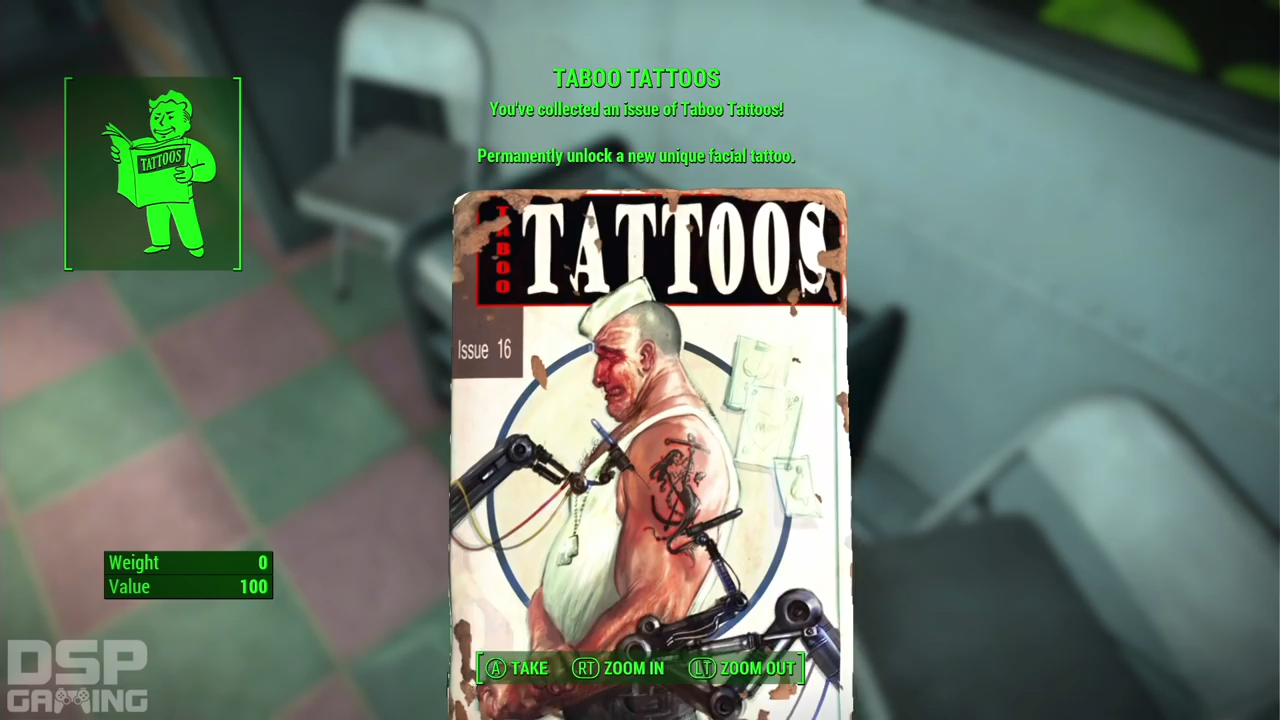 TABOO TATTOOS
You've collected an issue of Taboo Tattoos!
Permanently unlock a new unique facial tattoo.
TATTOOS
TABOO
TATTOOS
Issue 16
Weight 0
Value 100
A TAKE RT ZOOM IN LT ZOOM OUT
DSP
GAMING